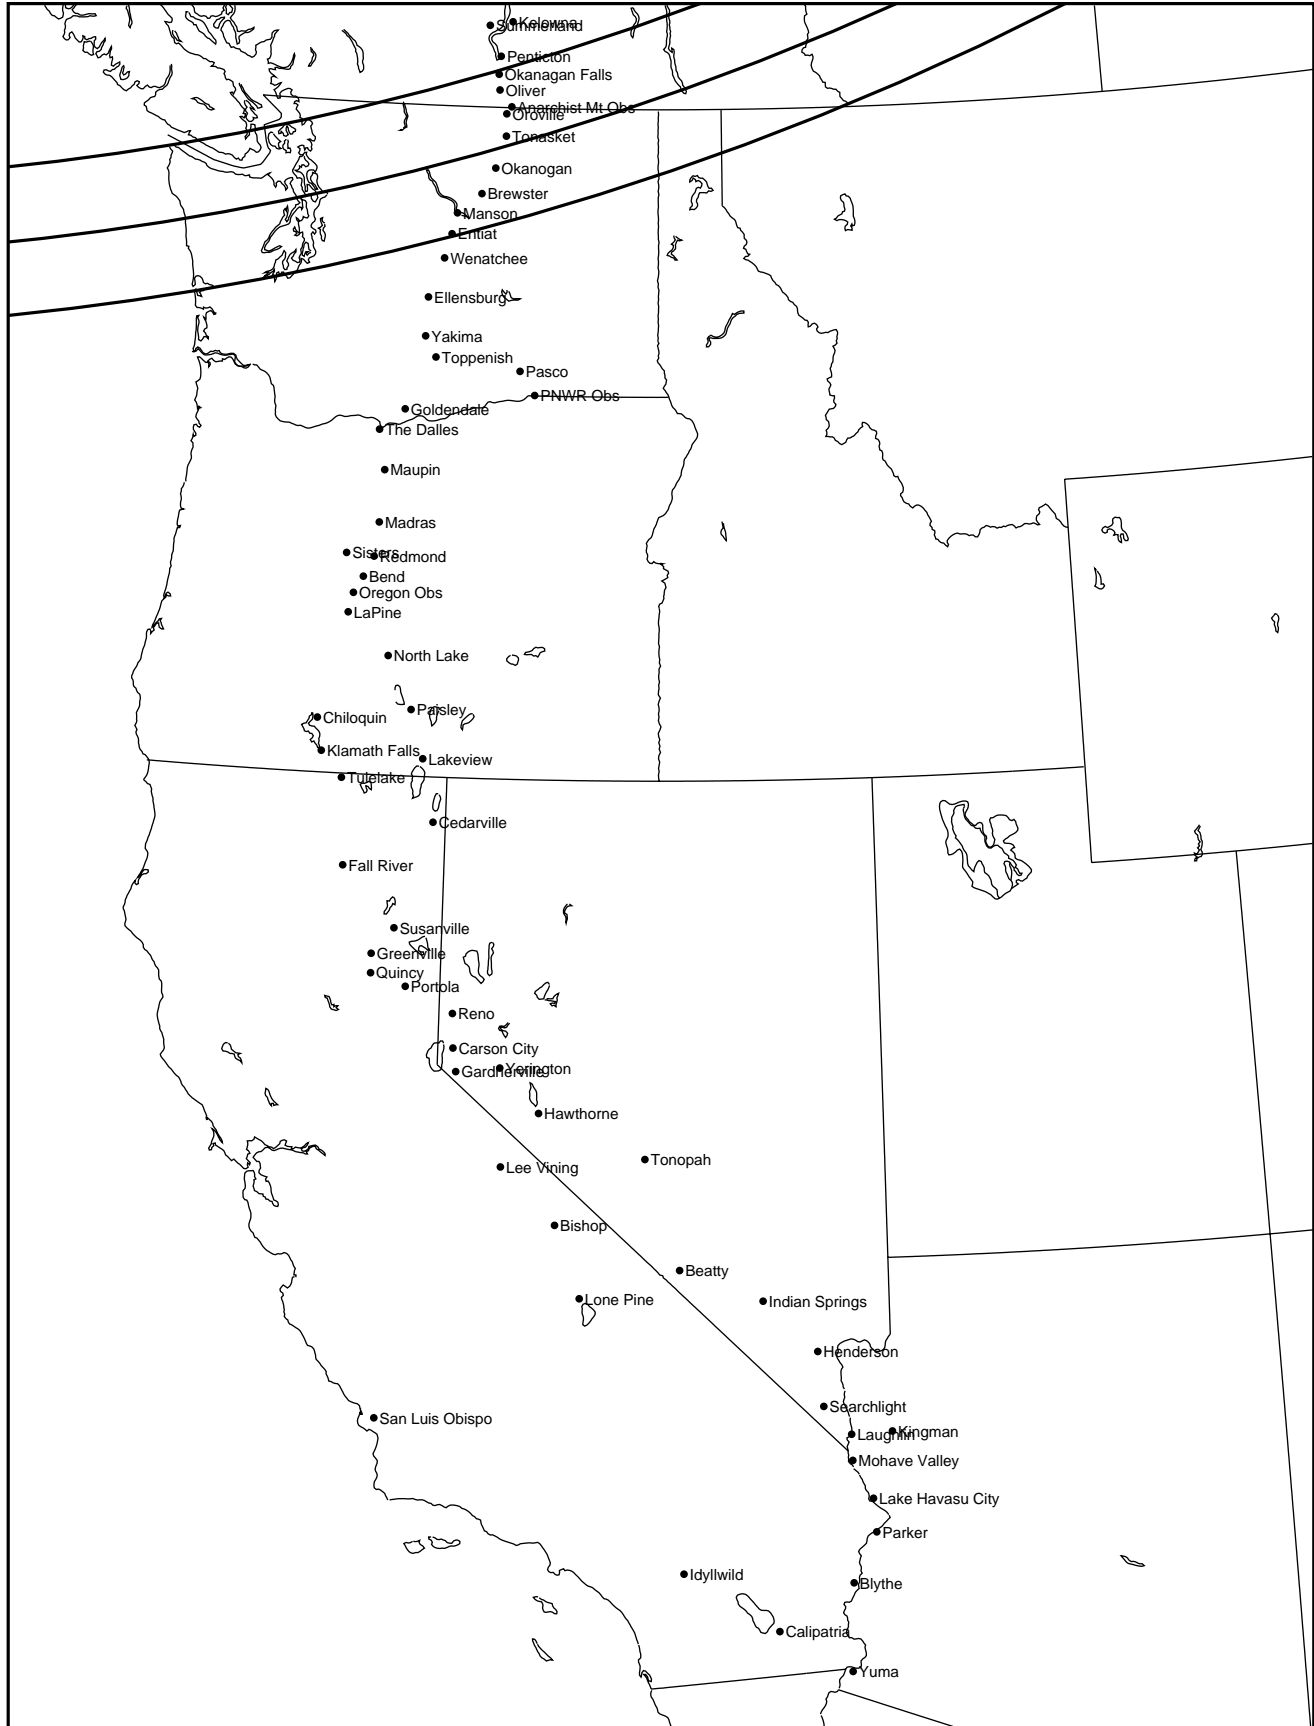 Kelowna
Summerland
Penticton
Okanagan Falls
Oliver
Anarchist Mt Obs
Oroville
Tonasket
Okanogan
Brewster
Manson
Entiat
Wenatchee
Ellensburg
Yakima
Toppenish
Pasco
PNWR Obs
Goldendale
The Dalles
Maupin
Madras
Sisters
Redmond
Bend
Oregon Obs
LaPine
North Lake
Paisley
Chiloquin
Klamath Falls
Lakeview
Tulelake
Cedarville
Fall River
Susanville
Greenville
Quincy
Portola
Reno
Carson City
Yerington
Gardnerville
Hawthorne
Tonopah
Lee Vining
Bishop
Beatty
Lone Pine
Indian Springs
Henderson
Searchlight
San Luis Obispo
Kingman
Laughlin
Mohave Valley
Lake Havasu City
Parker
Idyllwild
Blythe
Calipatria
Yuma